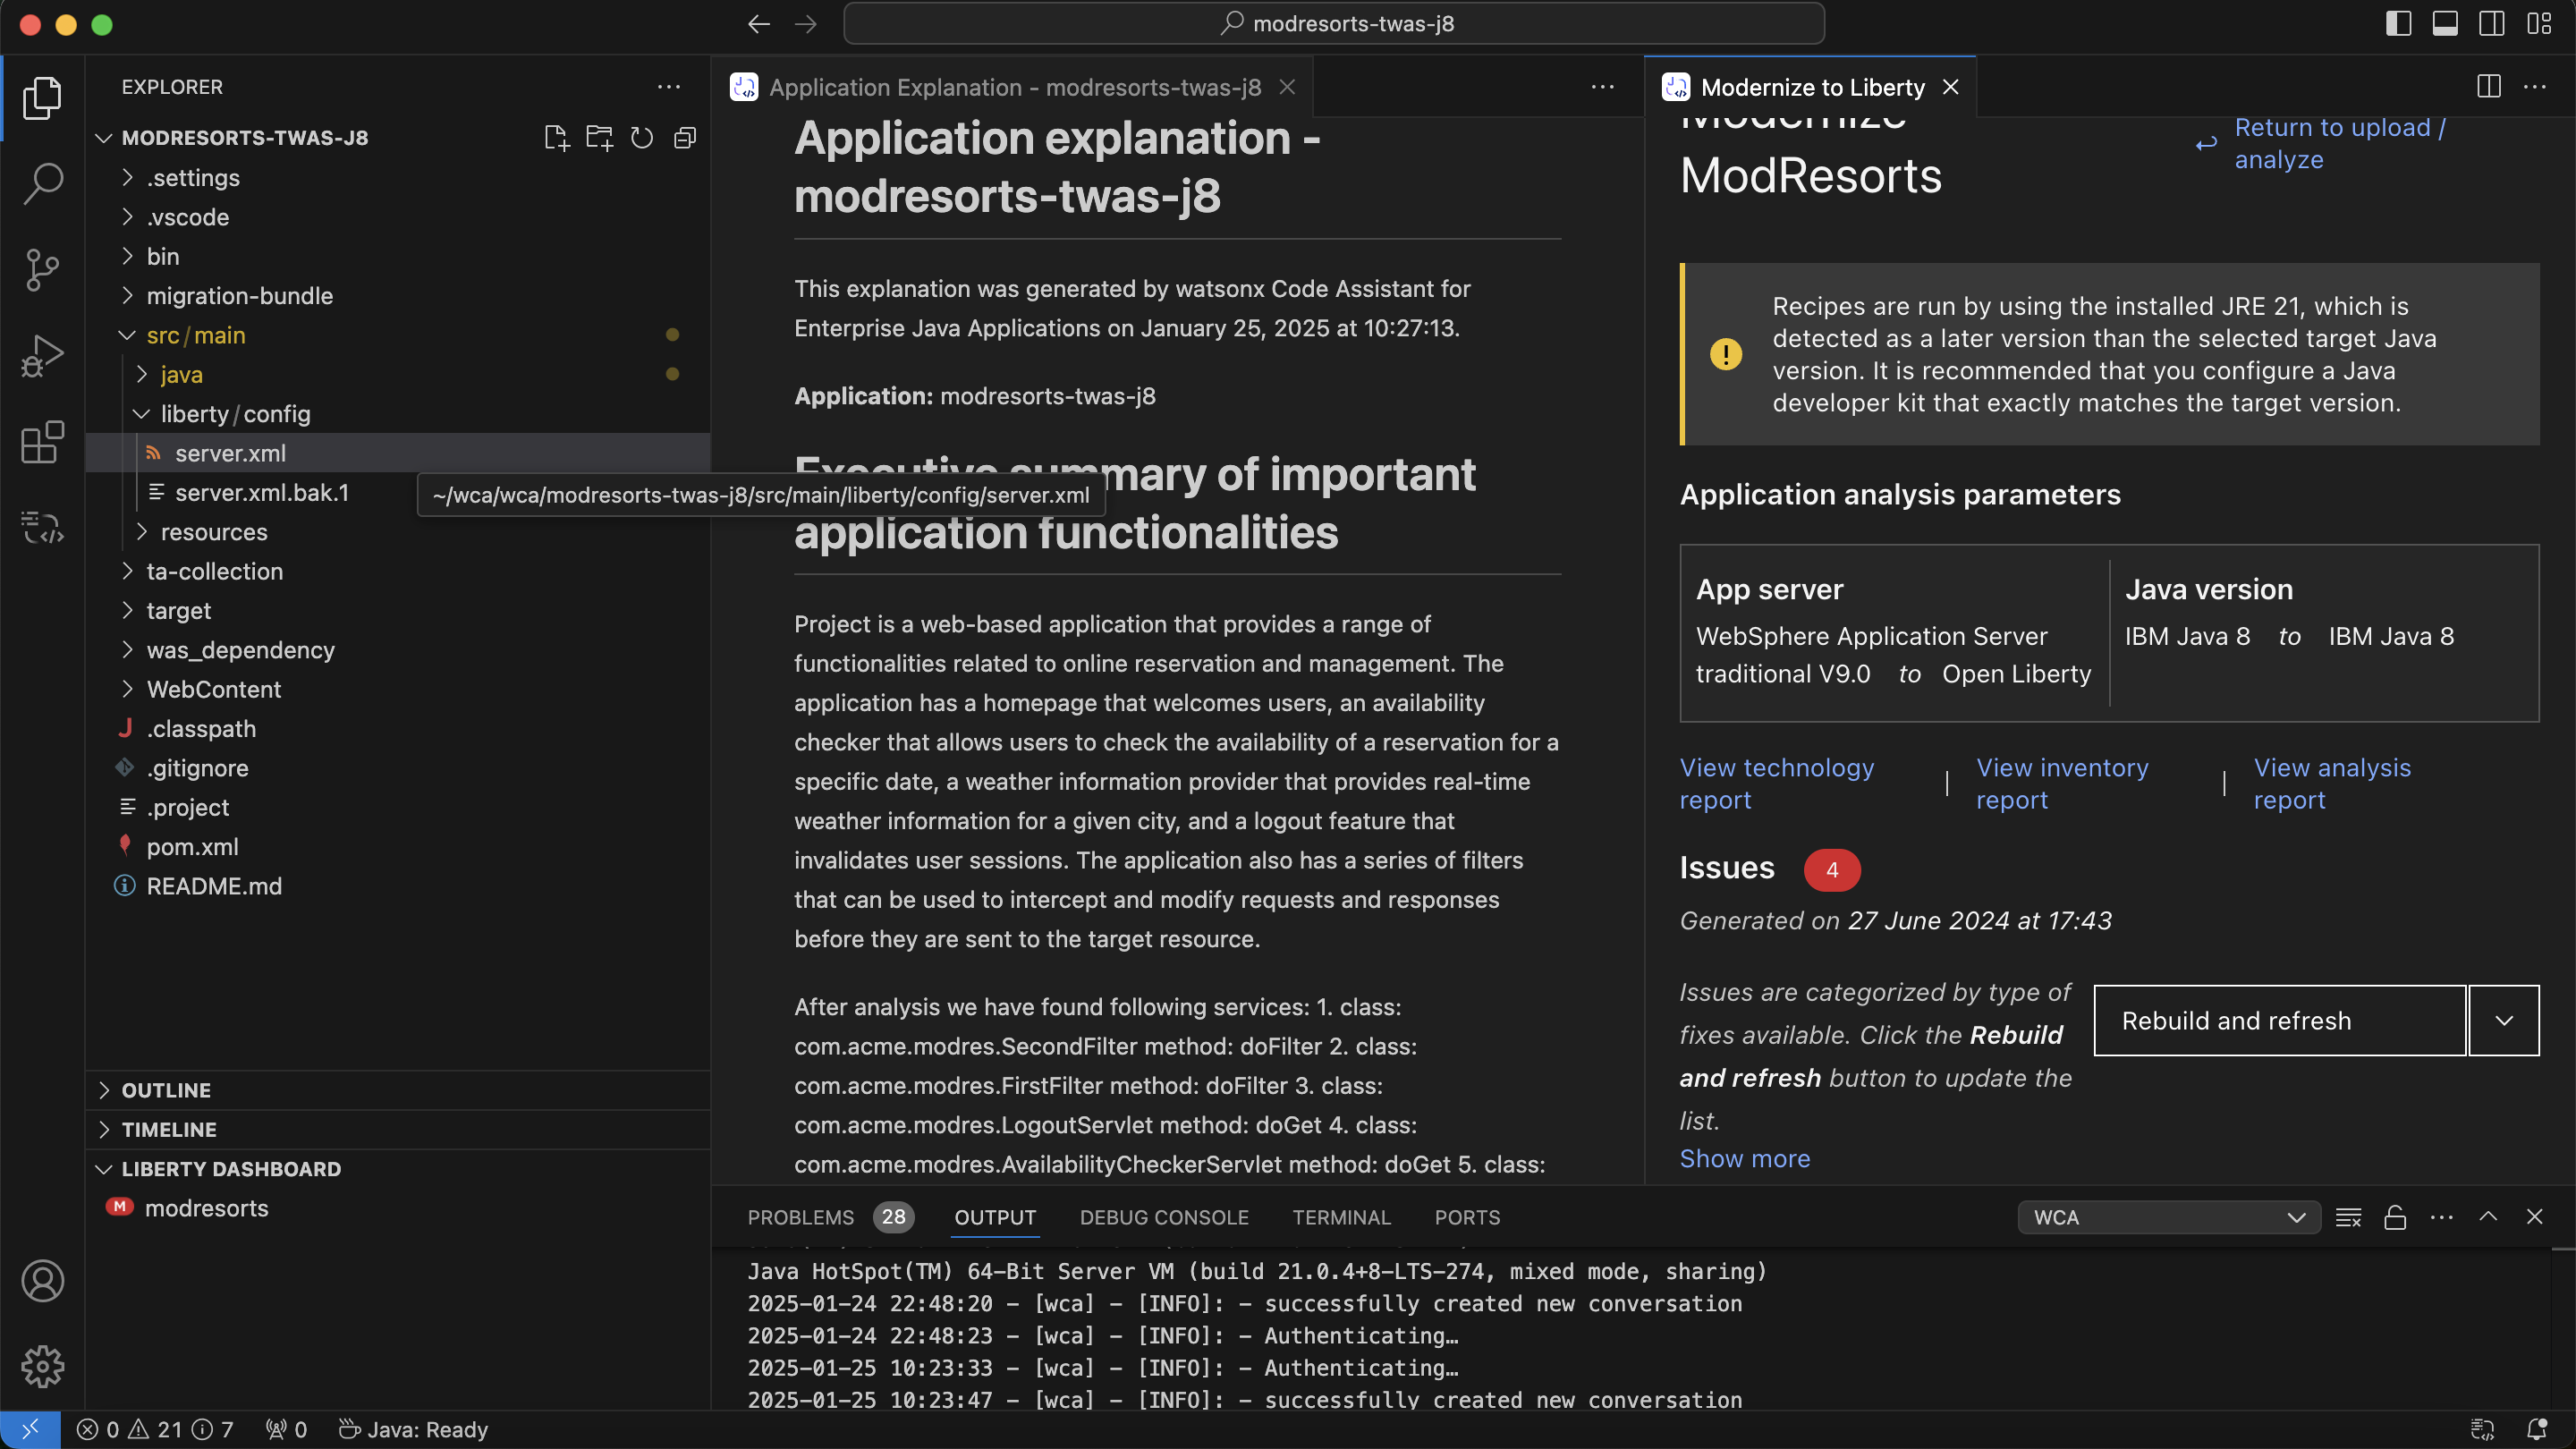 modresorts-twas-j8
EXPLORER
MODRESORTS-TWAS-J8
.settings
.vscode
bin
migration-bundle
src/main
java
liberty/config
server.xml
server.xml.bak.1
~/wca/wca/modresorts-twas-j8/src/main/liberty/config/server.xml
resources
ta-collection
target
was_dependency
WebContent
.classpath
.gitignore
.project
pom.xml
README.md
OUTLINE
TIMELINE
LIBERTY DASHBOARD
M modresorts
Application Explanation - modresorts-twas-j8
Application explanation -
modresorts-twas-j8
This explanation was generated by watsonx Code Assistant for
Enterprise Java Applications on January 25, 2025 at 10:27:13.
Application: modresorts-twas-j8
Executive summary of important
application functionalities
Project is a web-based application that provides a range of
functionalities related to online reservation and management. The
application has a homepage that welcomes users, an availability
checker that allows users to check the availability of a reservation for a
specific date, a weather information provider that provides real-time
weather information for a given city, and a logout feature that
invalidates user sessions. The application also has a series of filters
that can be used to intercept and modify requests and responses
before they are sent to the target resource.
After analysis we have found following services: 1. class:
com.acme.modres.SecondFilter method: doFilter 2. class:
com.acme.modres.FirstFilter method: doFilter 3. class:
com.acme.modres.LogoutServlet method: doGet 4. class:
com.acme.modres.AvailabilityCheckerServlet method: doGet 5. class:
Modernize to Liberty
Modernize
ModResorts
Return to upload /
analyze
Recipes are run by using the installed JRE 21, which is
detected as a later version than the selected target Java
version. It is recommended that you configure a Java
developer kit that exactly matches the target version.
Application analysis parameters
App server
WebSphere Application Server
traditional V9.0 to Open Liberty
Java version
IBM Java 8 to IBM Java 8
View technology
report
View inventory
report
View analysis
report
Issues 4
Generated on 27 June 2024 at 17:43
Issues are categorized by type of
fixes available. Click the Rebuild
and refresh button to update the
list.
Show more
Rebuild and refresh
PROBLEMS 28 OUTPUT DEBUG CONSOLE TERMINAL PORTS
WCA
Java HotSpot(TM) 64-Bit Server VM (build 21.0.4+8-LTS-274, mixed mode, sharing)
2025-01-24 22:48:20 - [wca] - [INFO]: - successfully created new conversation
2025-01-24 22:48:23 - [wca] - [INFO]: - Authenticating…
2025-01-25 10:23:33 - [wca] - [INFO]: - Authenticating…
2025-01-25 10:23:47 - [wca] - [INFO]: - successfully created new conversation
0 21 7 0 Java: Ready